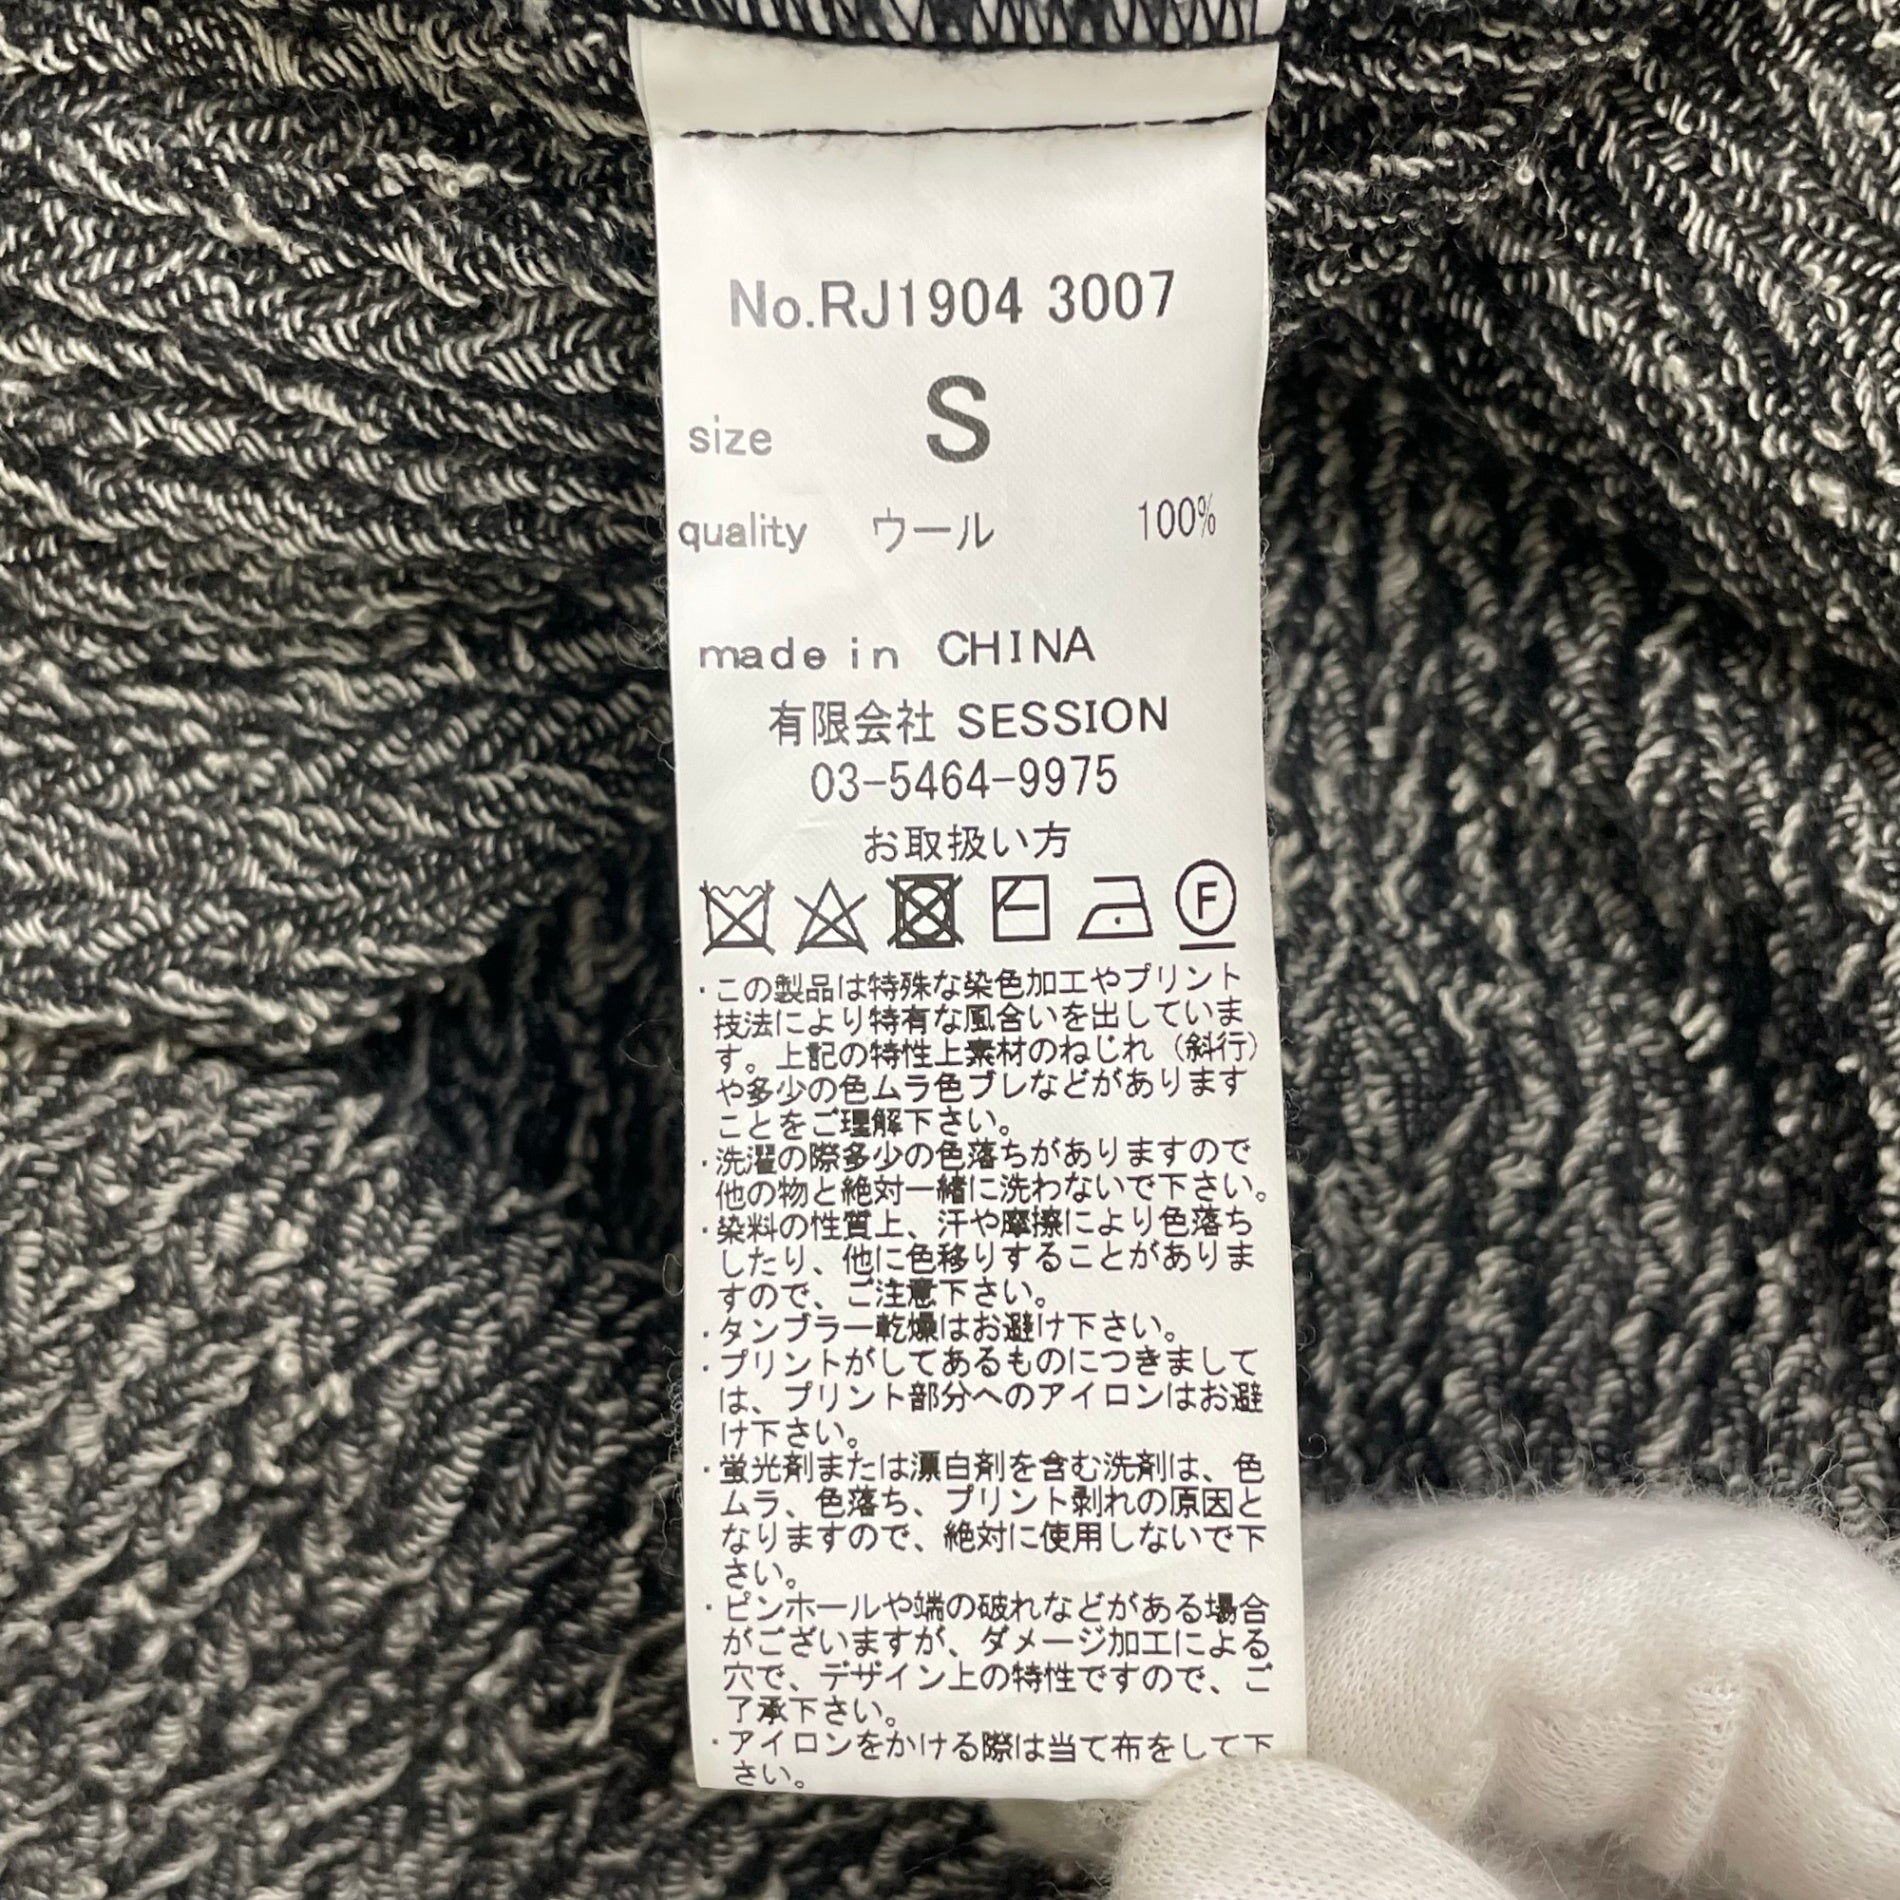 No.RJ1904 3007
size S
quality ウール 100%
made in CHINA
有限会社 SESSION
03-5464-9975
お取扱い方
F
・この製品は特殊な染色加工やプリント
技法により特有な風合いを出していま
す。上記の特性上素材のねじれ（斜行）
や多少の色ムラ色ブレなどがあります
ことをご理解下さい。
・洗濯の際多少の色落ちがありますので
他の物と絶対一緒に洗わないで下さい。
・染料の性質上、汗や摩擦により色落ち
したり、他に色移りすることがありま
すので、ご注意下さい。
・タンブラー乾燥はお避け下さい。
・プリントがしてあるものにつきまして
は、プリント部分へのアイロンはお避
け下さい。
・蛍光剤または漂白剤を含む洗剤は、色
ムラ、色落ち、プリント剥れの原因と
なりますので、絶対に使用しないで下
さい。
・ピンホールや端の破れなどがある場合
がございますが、ダメージ加工による
穴で、デザイン上の特性ですので、ご
了承下さい。
・アイロンをかける際は当て布をして下
さい。